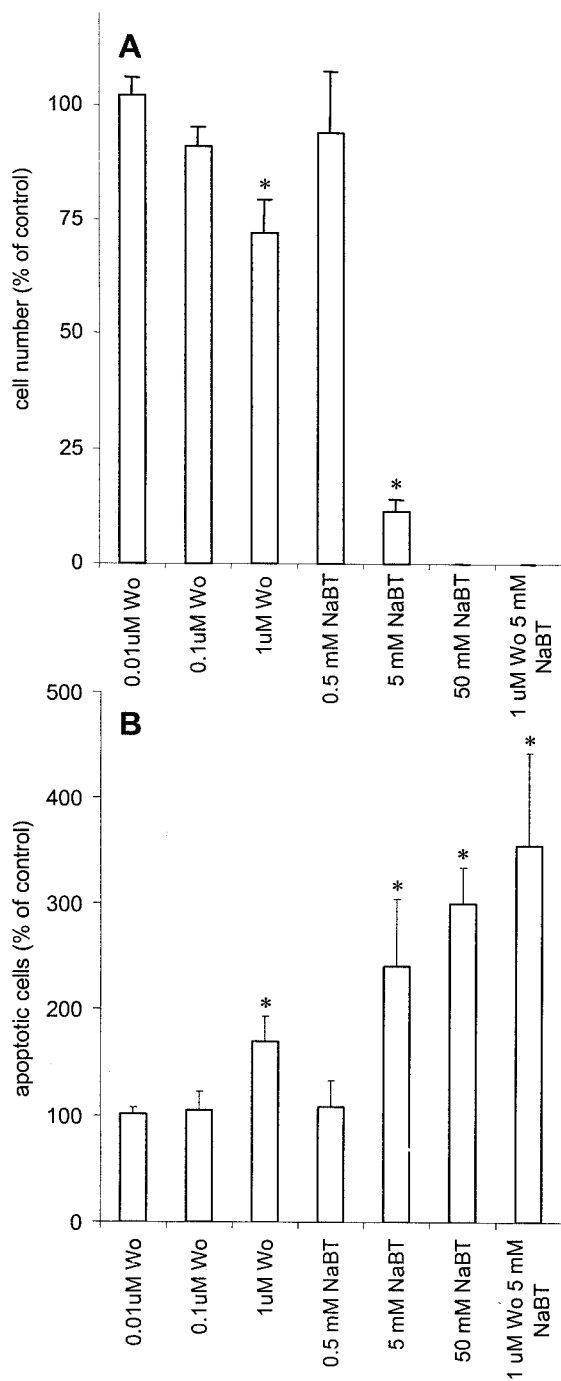 A
100
75
50
25
0
cell number (% of control)
*
*
0.01uM Wo
0.1uM Wo
1uM Wo
0.5 mM NaBT
5 mM NaBT
50 mM NaBT
1 uM Wo 5 mM
NaBT
B
500
400
300
200
100
0
apoptotic cells (% of control)
*
*
*
*
0.01uM Wo
0.1uM Wo
1uM Wo
0.5 mM NaBT
5 mM NaBT
50 mM NaBT
1 uM Wo 5 mM
NaBT